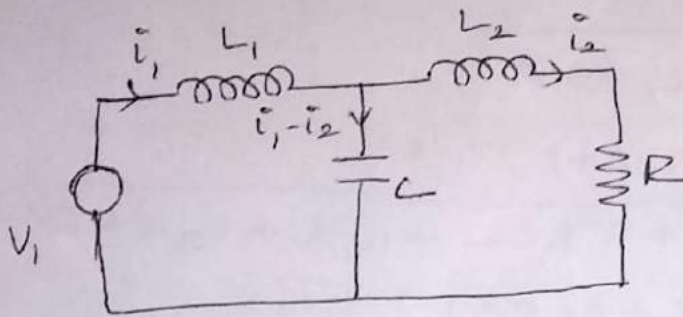 i₁ L₁ L₂ i₂
i₁-i₂
C R
V₁